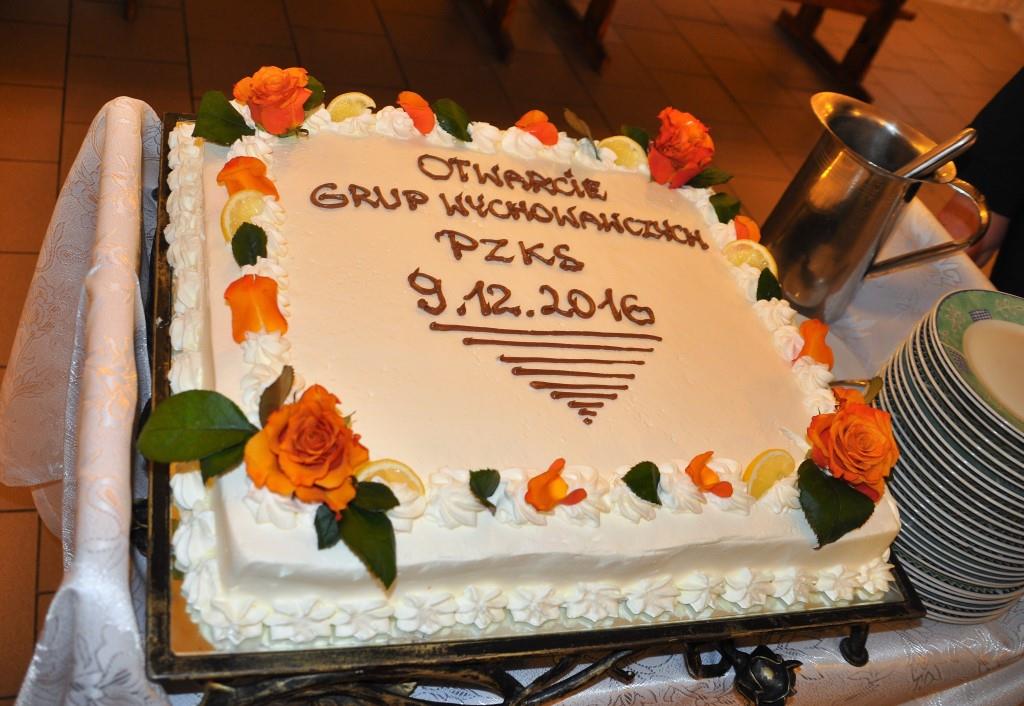 OTWARCIE
GRUP WYCHOWAWCZYCH
PZKS
9.12.2016